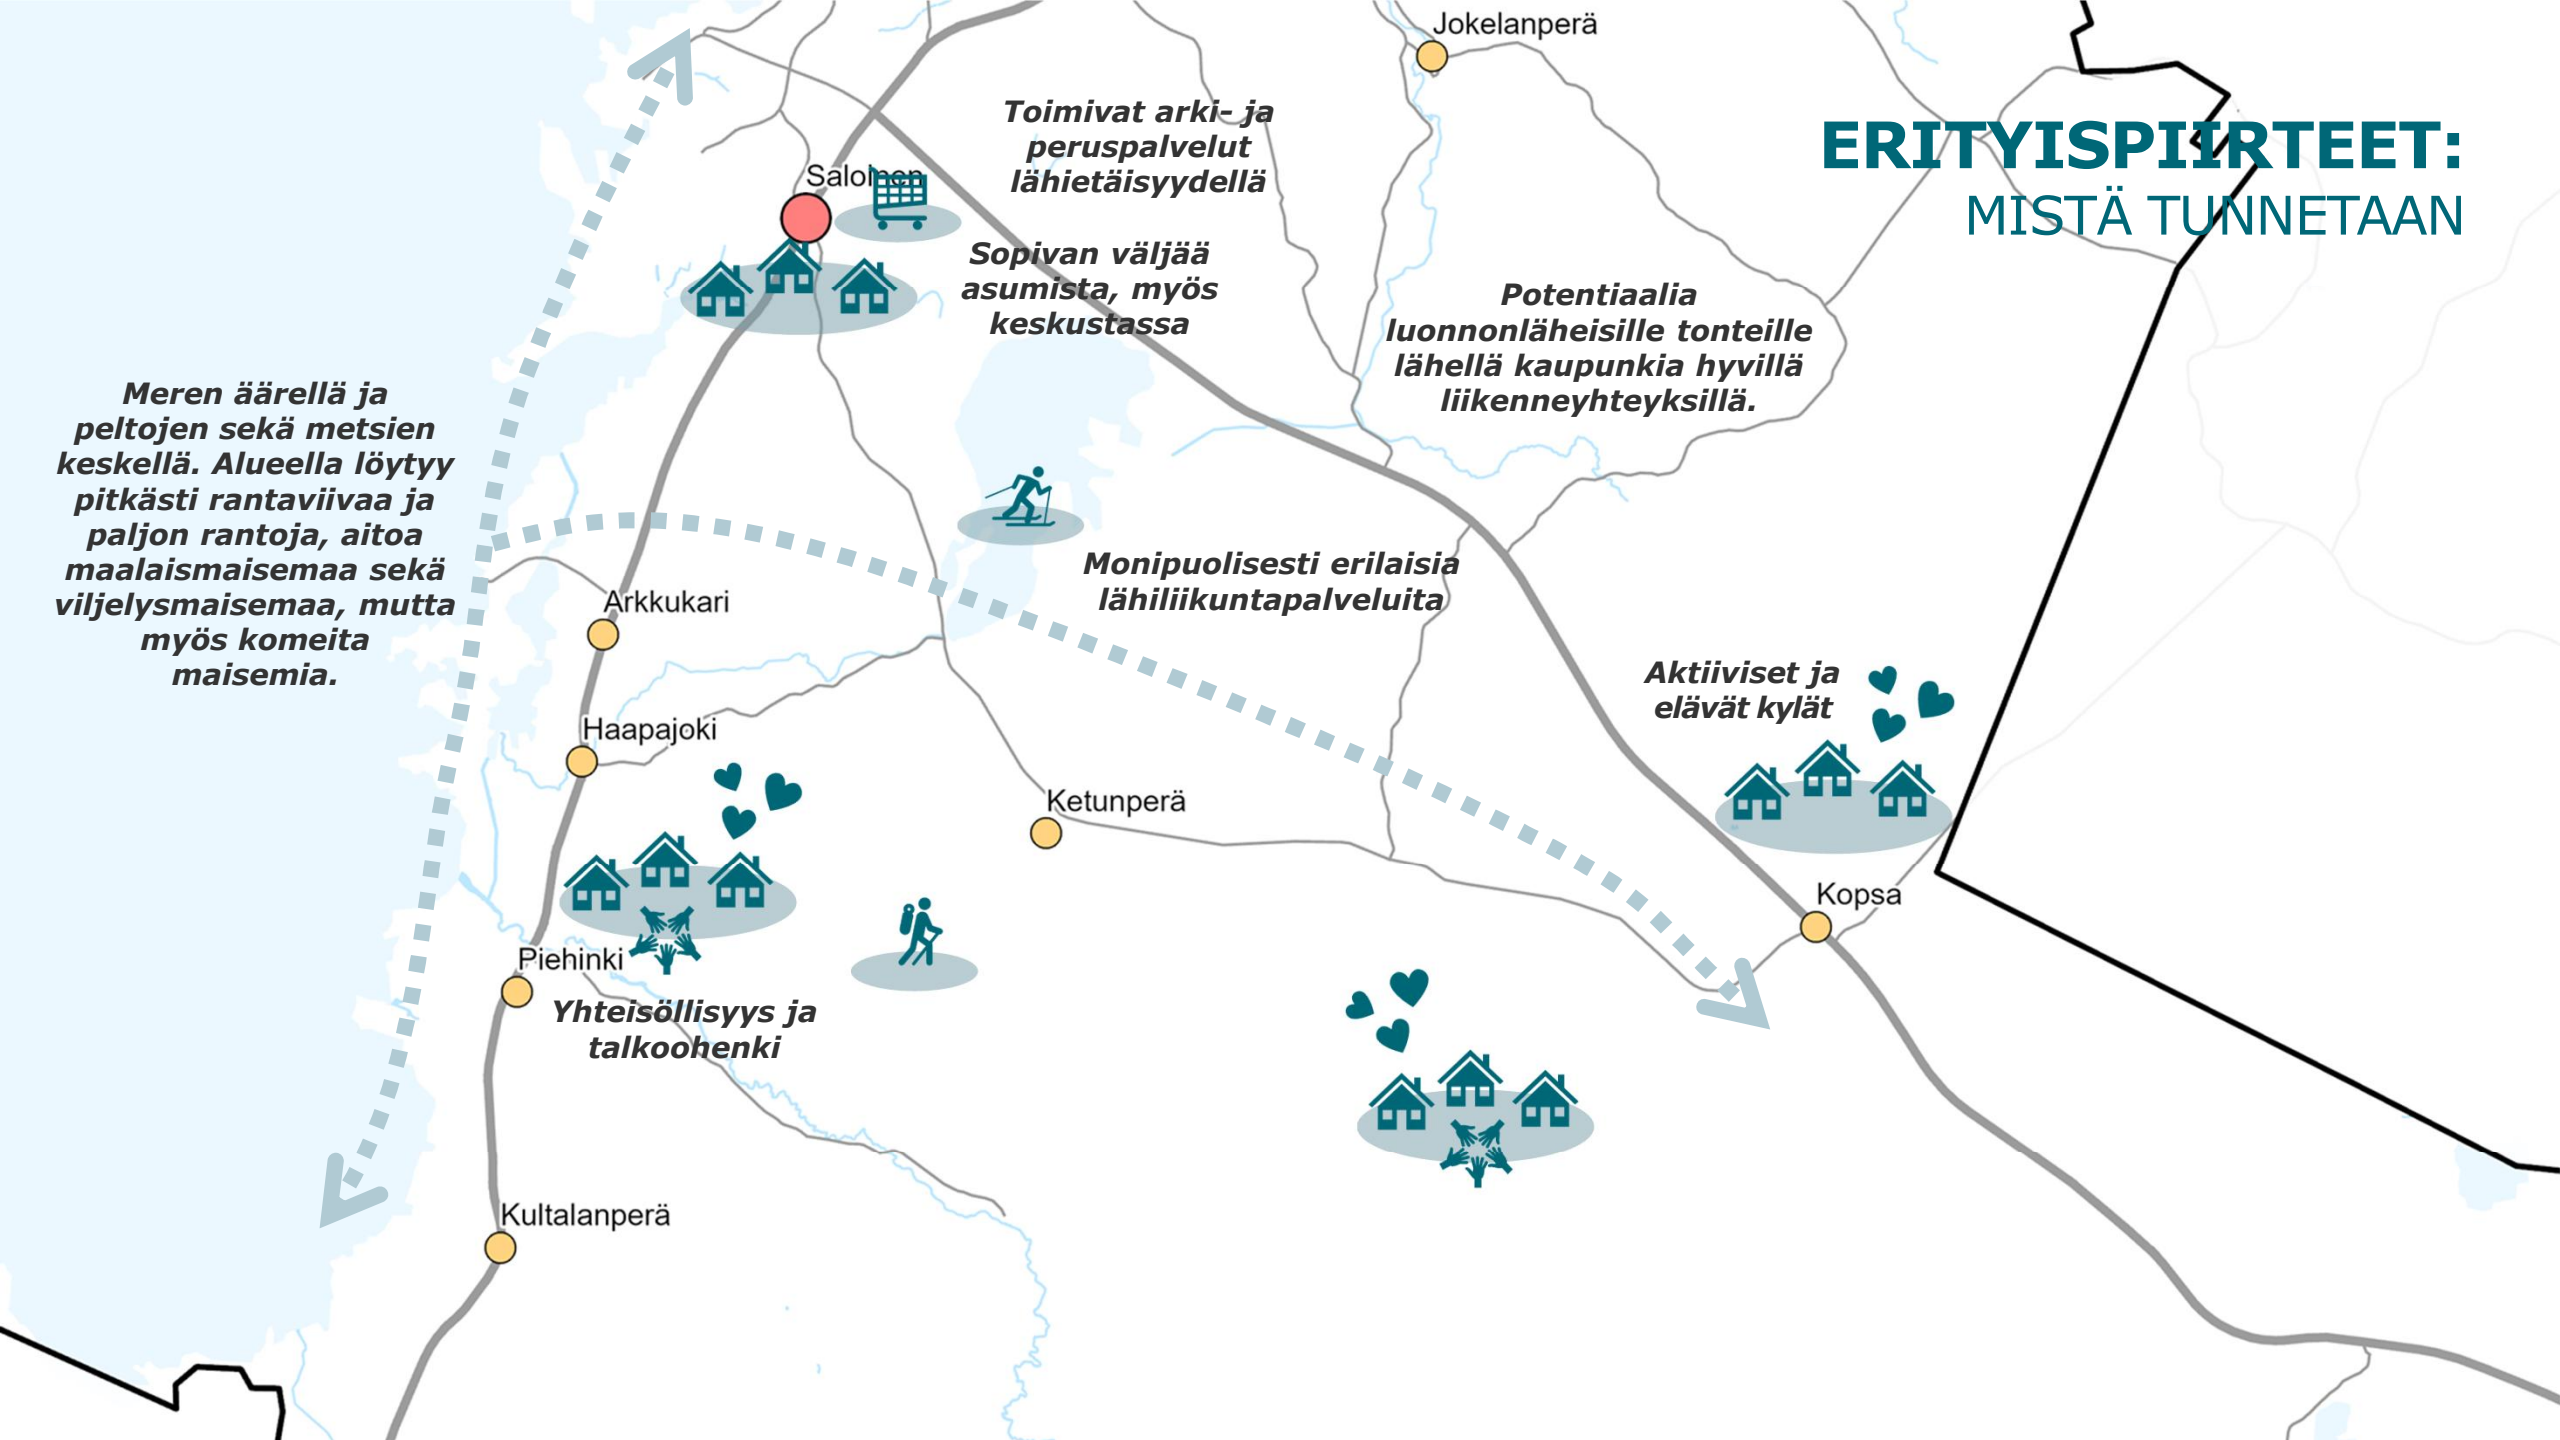 ERITYISPIIRTEET:
MISTÄ TUNNETAAN
Jokelanperä
Toimivat arki- ja
peruspalvelut
lähietäisyydellä
Saloinen
Sopivan väljää
asumista, myös
keskustassa
Potentiaalia
luonnonläheisille tonteille
lähellä kaupunkia hyvillä
liikenneyhteyksillä.
Meren äärellä ja
peltojen sekä metsien
keskellä. Alueella löytyy
pitkästi rantaviivaa ja
paljon rantoja, aitoa
maalaismaisemaa sekä
viljelysmaisemaa, mutta
myös komeita
maisemia.
Monipuolisesti erilaisia
lähiliikuntapalveluita
Arkkukari
Aktiiviset ja
elävät kylät
Haapajoki
Ketunperä
Kopsa
Piehinki
Yhteisöllisyys ja
talkoohenki
Kultalanperä